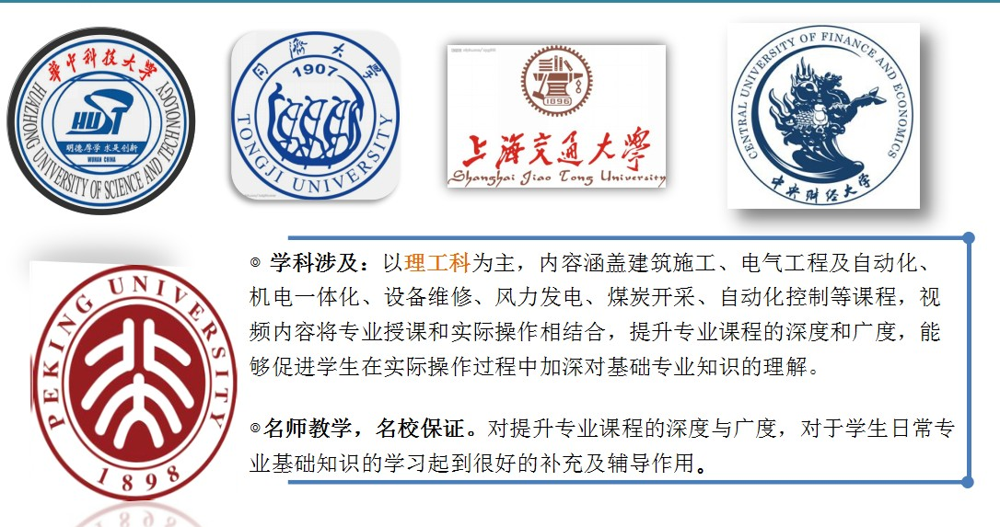 華中科技大学
HUAZHONG UNIVERSITY OF SCIENCE AND TECHNOLOGY
HUST
明德厚学 求是创新
WUHAN CHINA
同濟大學
1907
TONGJI UNIVERSITY
1896
上海交通大學
Shanghai Jiao Tong University
CENTRAL UNIVERSITY OF FINANCE AND ECONOMICS
中央财经大学
PEKING UNIVERSITY
1898
◎ 学科涉及：以理工科为主，内容涵盖建筑施工、电气工程及自动化、
机电一体化、设备维修、风力发电、煤炭开采、自动化控制等课程，视
频内容将专业授课和实际操作相结合，提升专业课程的深度和广度，能
够促进学生在实际操作过程中加深对基础专业知识的理解。
◎名师教学，名校保证。对提升专业课程的深度与广度，对于学生日常专
业基础知识的学习起到很好的补充及辅导作用。